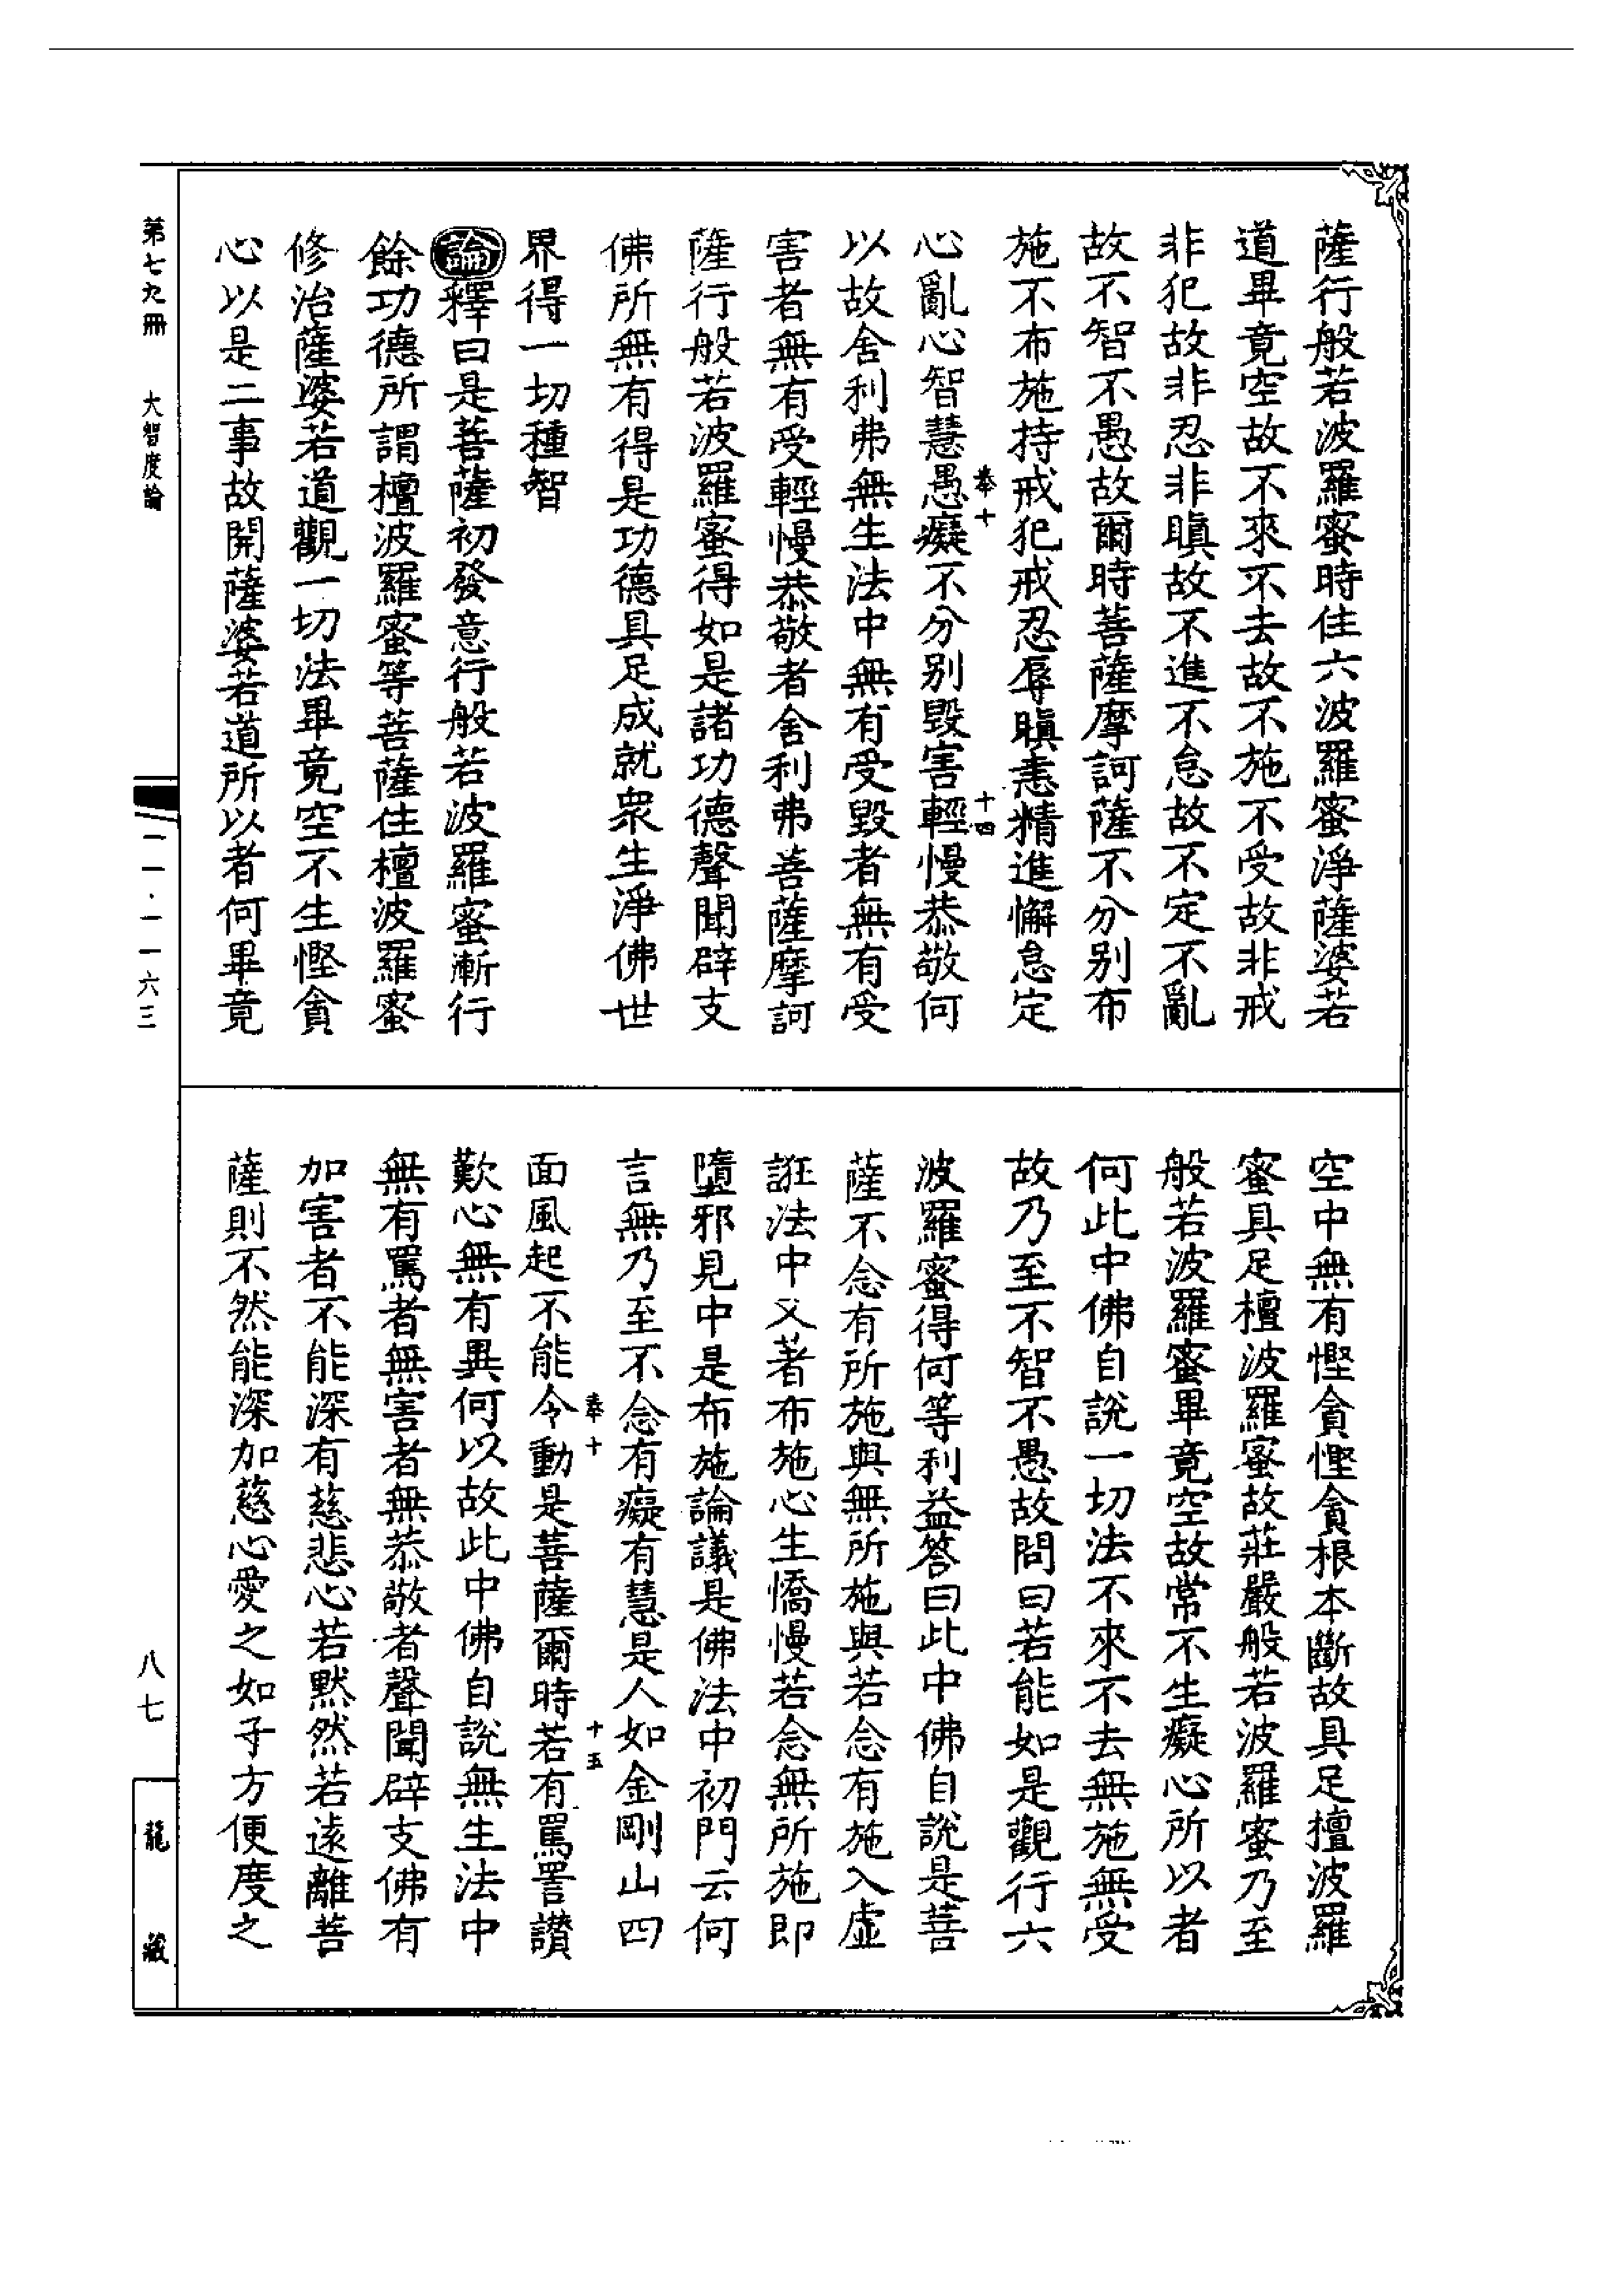 薩行般若波羅蜜時住六波羅蜜淨薩婆若
道畢竟空故不來不去故不施不受故非戒
非犯故非忍非瞋故不進不怠故不定不亂
故不智不愚故爾時菩薩摩訶薩不分別布
施不布施持戒犯戒忍辱瞋恚精進懈怠定
奉十
十四
心亂心智慧愚癡不分別毀害輕慢恭敬何
以故舍利弗無生法中無有受毀者無有受
害者無有受輕慢恭敬者舍利弗菩薩摩訶
薩行般若波羅蜜得如是諸功德聲聞辟支
佛所無有得是功德具足成就眾生淨佛世
界得一切種智
論釋曰是菩薩初發意行般若波羅蜜漸行
餘功德所謂檀波羅蜜等菩薩住檀波羅蜜
修治薩婆若道觀一切法畢竟空不生慳貪
心以是二事故開薩婆若道所以者何畢竟
空中無有慳貪慳貪根本斷故具足檀波羅
蜜具足檀波羅蜜故莊嚴般若波羅蜜乃至
般若波羅蜜畢竟空故常不生癡心所以者
何此中佛自說一切法不來不去無施無受
故乃至不智不愚故問曰若能如是觀行六
波羅蜜得何等利益答曰此中佛自說是菩
薩不念有所施與無所施與若念有施入虛
誑法中又著布施心生憍慢若念無所施即
墮邪見中是布施論議是佛法中初門云何
言無乃至不念有癡有慧是人如金剛山四
奉十
十五
面風起不能令動是菩薩爾時若有罵詈讃
歎心無有異何以故此中佛自說無生法中
無有罵者無害者無恭敬者聲聞辟支佛有
加害者不能深有慈悲心若默然若遠離菩
薩則不然能深加慈心愛之如子方便度之
第七九冊 大智度論
二一·一一六三
八七
龍藏